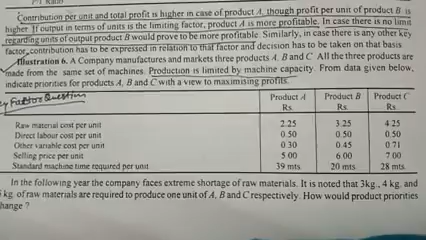 Contribution per unit and total profit is higher in case of product A, though profit per unit of product B is
higher If output in terms of units is the limiting factor, product A is more profitable. In case there is no limit
regarding units of output product B would prove to be more profitable. Similarly, in case there is any other key
factor, contribution has to be expressed in relation to that factor and decision has to be taken on that basis
Illustration 6. A Company manufactures and markets three products A, B and C All the three products are
made from the same set of machines. Production is limited by machine capacity. From data given below,
indicate priorities for products A, B and C with a view to maximising profits.
Factor Question
Product A Product B Product C
Rs Rs Rs
Raw material cost per unit 2.25 3.25 4.25
Direct labour cost per unit 0.50 0.50 0.50
Other variable cost per unit 0.30 0.45 0.71
Selling price per unit 5.00 6.00 7.00
Standard machine time required per unit 39 mts 20 mts 28 mts.
In the following year the company faces extreme shortage of raw materials. It is noted that 3kg., 4 kg. and
kg. of raw materials are required to produce one unit of A, B and C respectively. How would product priorities
hange ?